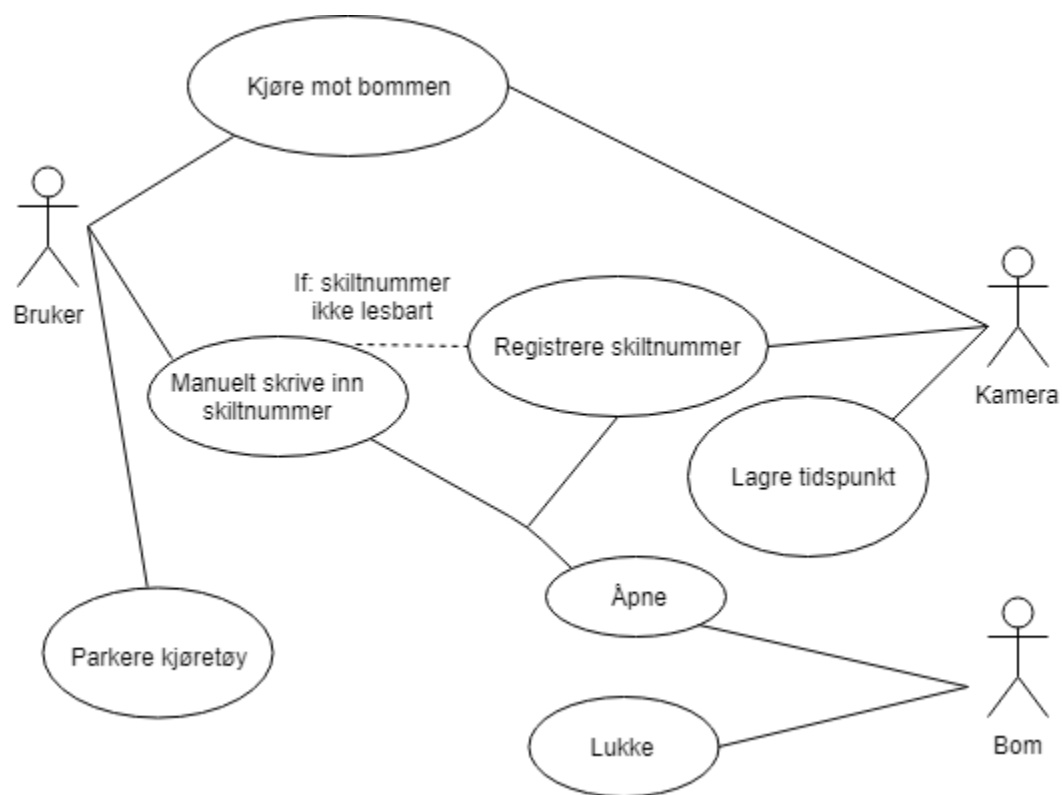 Kjøre mot bommen
Bruker
If: skiltnummer
ikke lesbart
Registrere skiltnummer
Manuelt skrive inn
skiltnummer
Kamera
Lagre tidspunkt
Åpne
Parkere kjøretøy
Lukke
Bom